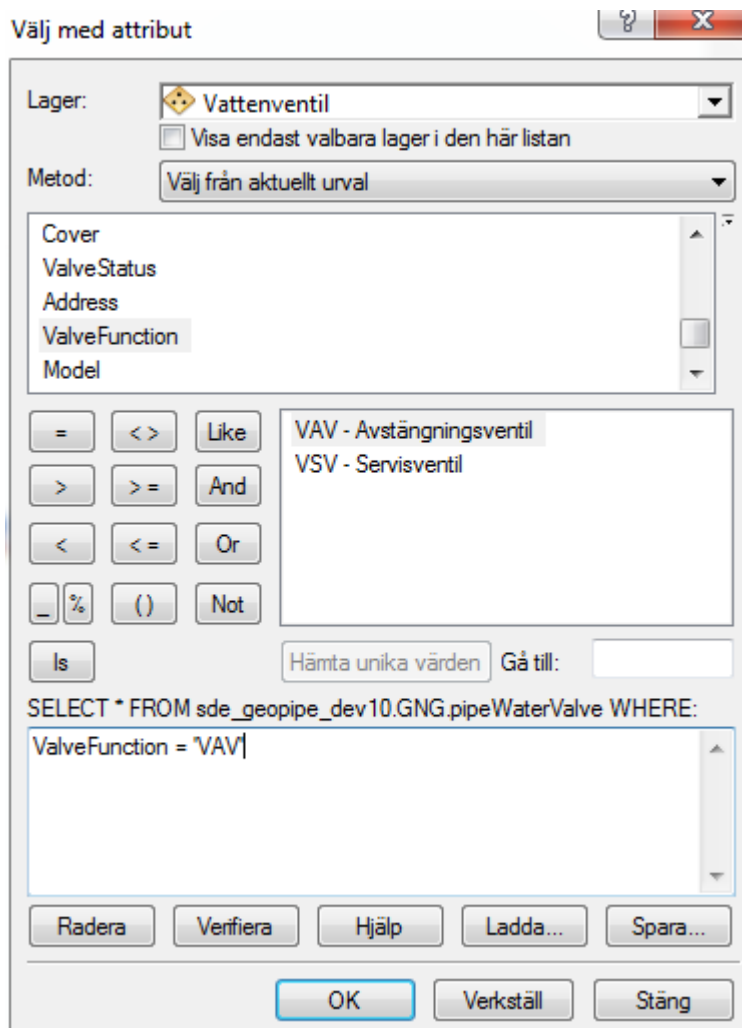 Välj med attribut
?
X
Lager: Vattenventil
Visa endast valbara lager i den här listan
Metod: Välj från aktuellt urval
Cover
ValveStatus
Address
ValveFunction
Model
= < > Like
> > = And
< < = Or
_ % ( ) Not
Is
VAV - Avstängningsventil
VSV - Servisventil
Hämta unika värden Gå till:
SELECT * FROM sde_geopipe_dev10.GNG.pipeWaterValve WHERE:
ValveFunction = 'VAV'
Radera Verifiera Hjälp Ladda... Spara...
OK Verkställ Stäng